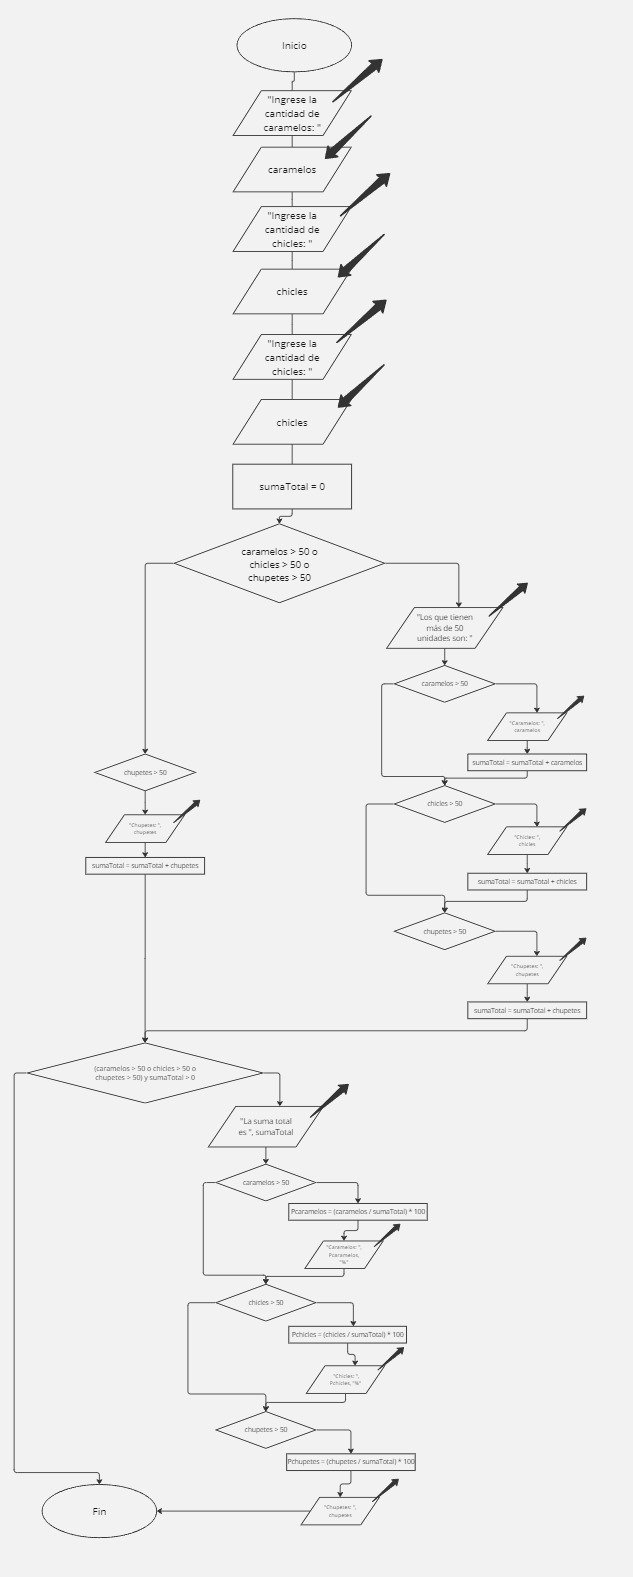 Inicio
"Ingrese la
cantidad de
caramelos: "
caramelos
"Ingrese la
cantidad de
chicles: "
chicles
"Ingrese la
cantidad de
chicles: "
chicles
sumaTotal = 0
caramelos > 50 o
chicles > 50 o
chupetes > 50
"Los que tienen
más de 50
unidades son: "
caramelos > 50
"Caramelos: ",
caramelos
sumaTotal = sumaTotal + caramelos
chupetes > 50
"Chupetes: ",
chupetes
sumaTotal = sumaTotal + chupetes
chicles > 50
"Chicles: ",
chicles
sumaTotal = sumaTotal + chicles
chupetes > 50
"Chupetes: ",
chupetes
sumaTotal = sumaTotal + chupetes
(caramelos > 50 o chicles > 50 o
chupetes > 50) y sumaTotal > 0
"La suma total
es ", sumaTotal
caramelos > 50
Pcaramelos = (caramelos / sumaTotal) * 100
"Caramelos: ",
Pcaramelos,
"%"
chicles > 50
Pchicles = (chicles / sumaTotal) * 100
"Chicles: ",
Pchicles, "%"
chupetes > 50
Pchupetes = (chupetes / sumaTotal) * 100
"Chupetes: ",
chupetes
Fin